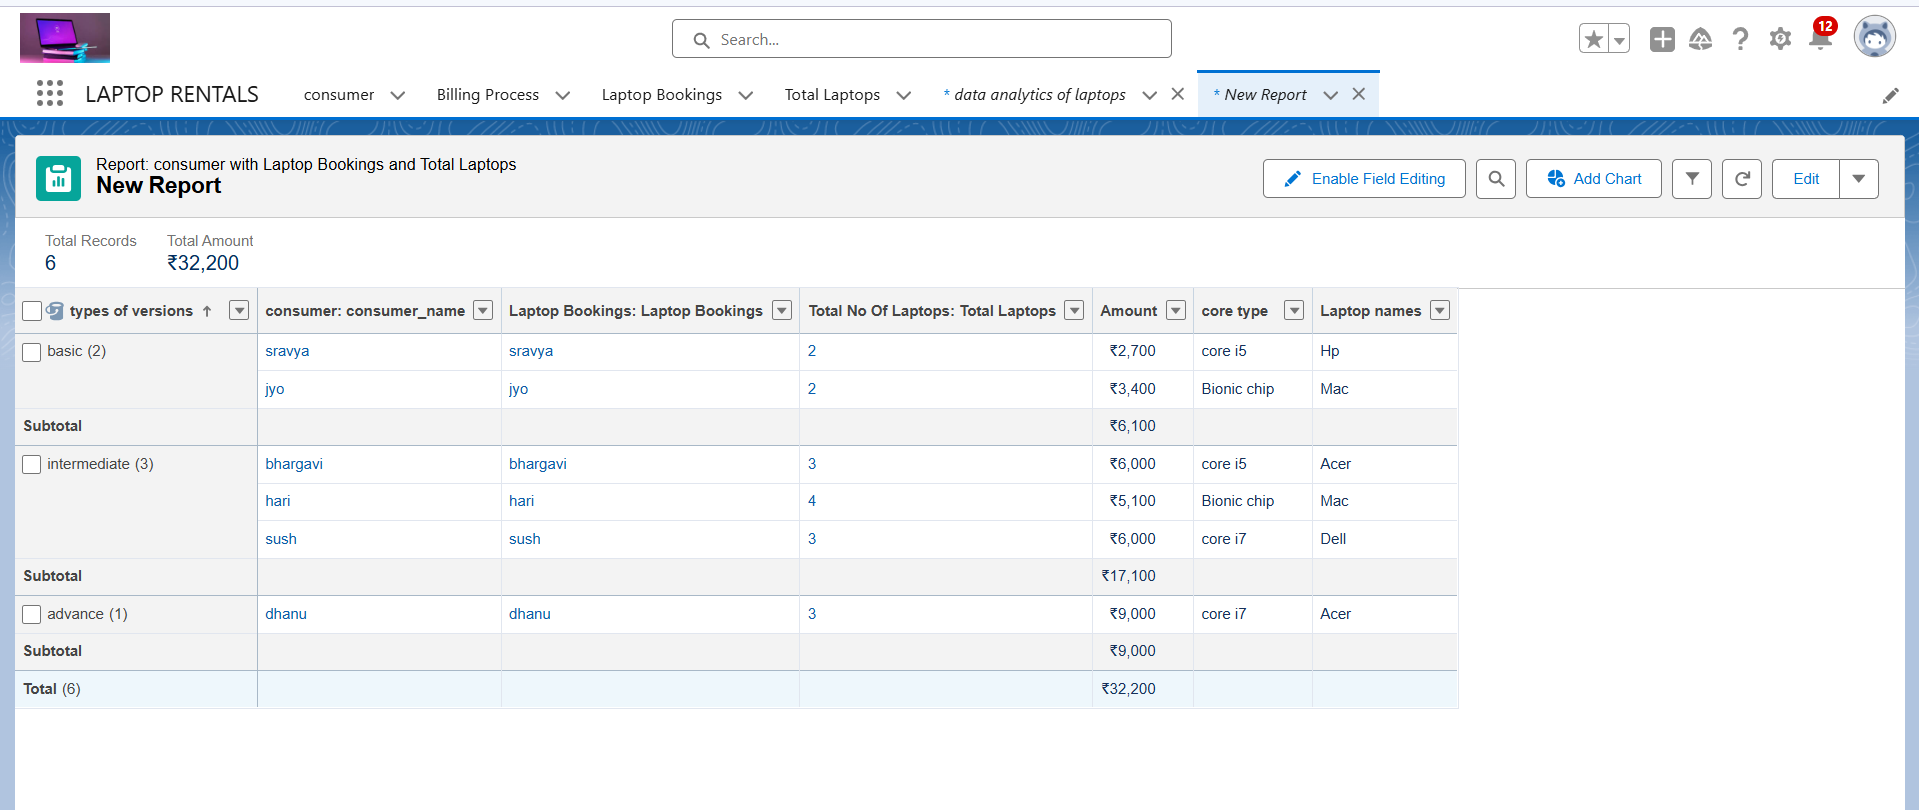 Search...
12
LAPTOP RENTALS
consumer
Billing Process
Laptop Bookings
Total Laptops
* data analytics of laptops
* New Report
Report: consumer with Laptop Bookings and Total Laptops
New Report
Enable Field Editing
Add Chart
Edit
Total Records
6
Total Amount
₹32,200
types of versions ↑ consumer: consumer_name Laptop Bookings: Laptop Bookings Total No Of Laptops: Total Laptops Amount core type Laptop names
basic (2) sravya sravya 2 ₹2,700 core i5 Hp
jyo jyo 2 ₹3,400 Bionic chip Mac
Subtotal ₹6,100
intermediate (3) bhargavi bhargavi 3 ₹6,000 core i5 Acer
hari hari 4 ₹5,100 Bionic chip Mac
sush sush 3 ₹6,000 core i7 Dell
Subtotal ₹17,100
advance (1) dhanu dhanu 3 ₹9,000 core i7 Acer
Subtotal ₹9,000
Total (6) ₹32,200